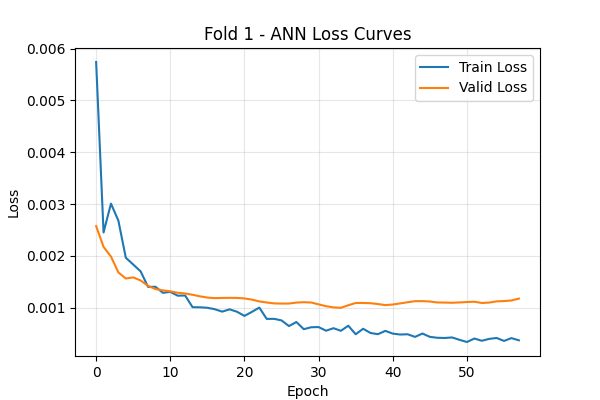 Fold 1 - ANN Loss Curves
Train Loss
Valid Loss
Loss
0.006
0.005
0.004
0.003
0.002
0.001
0 10 20 30 40 50
Epoch